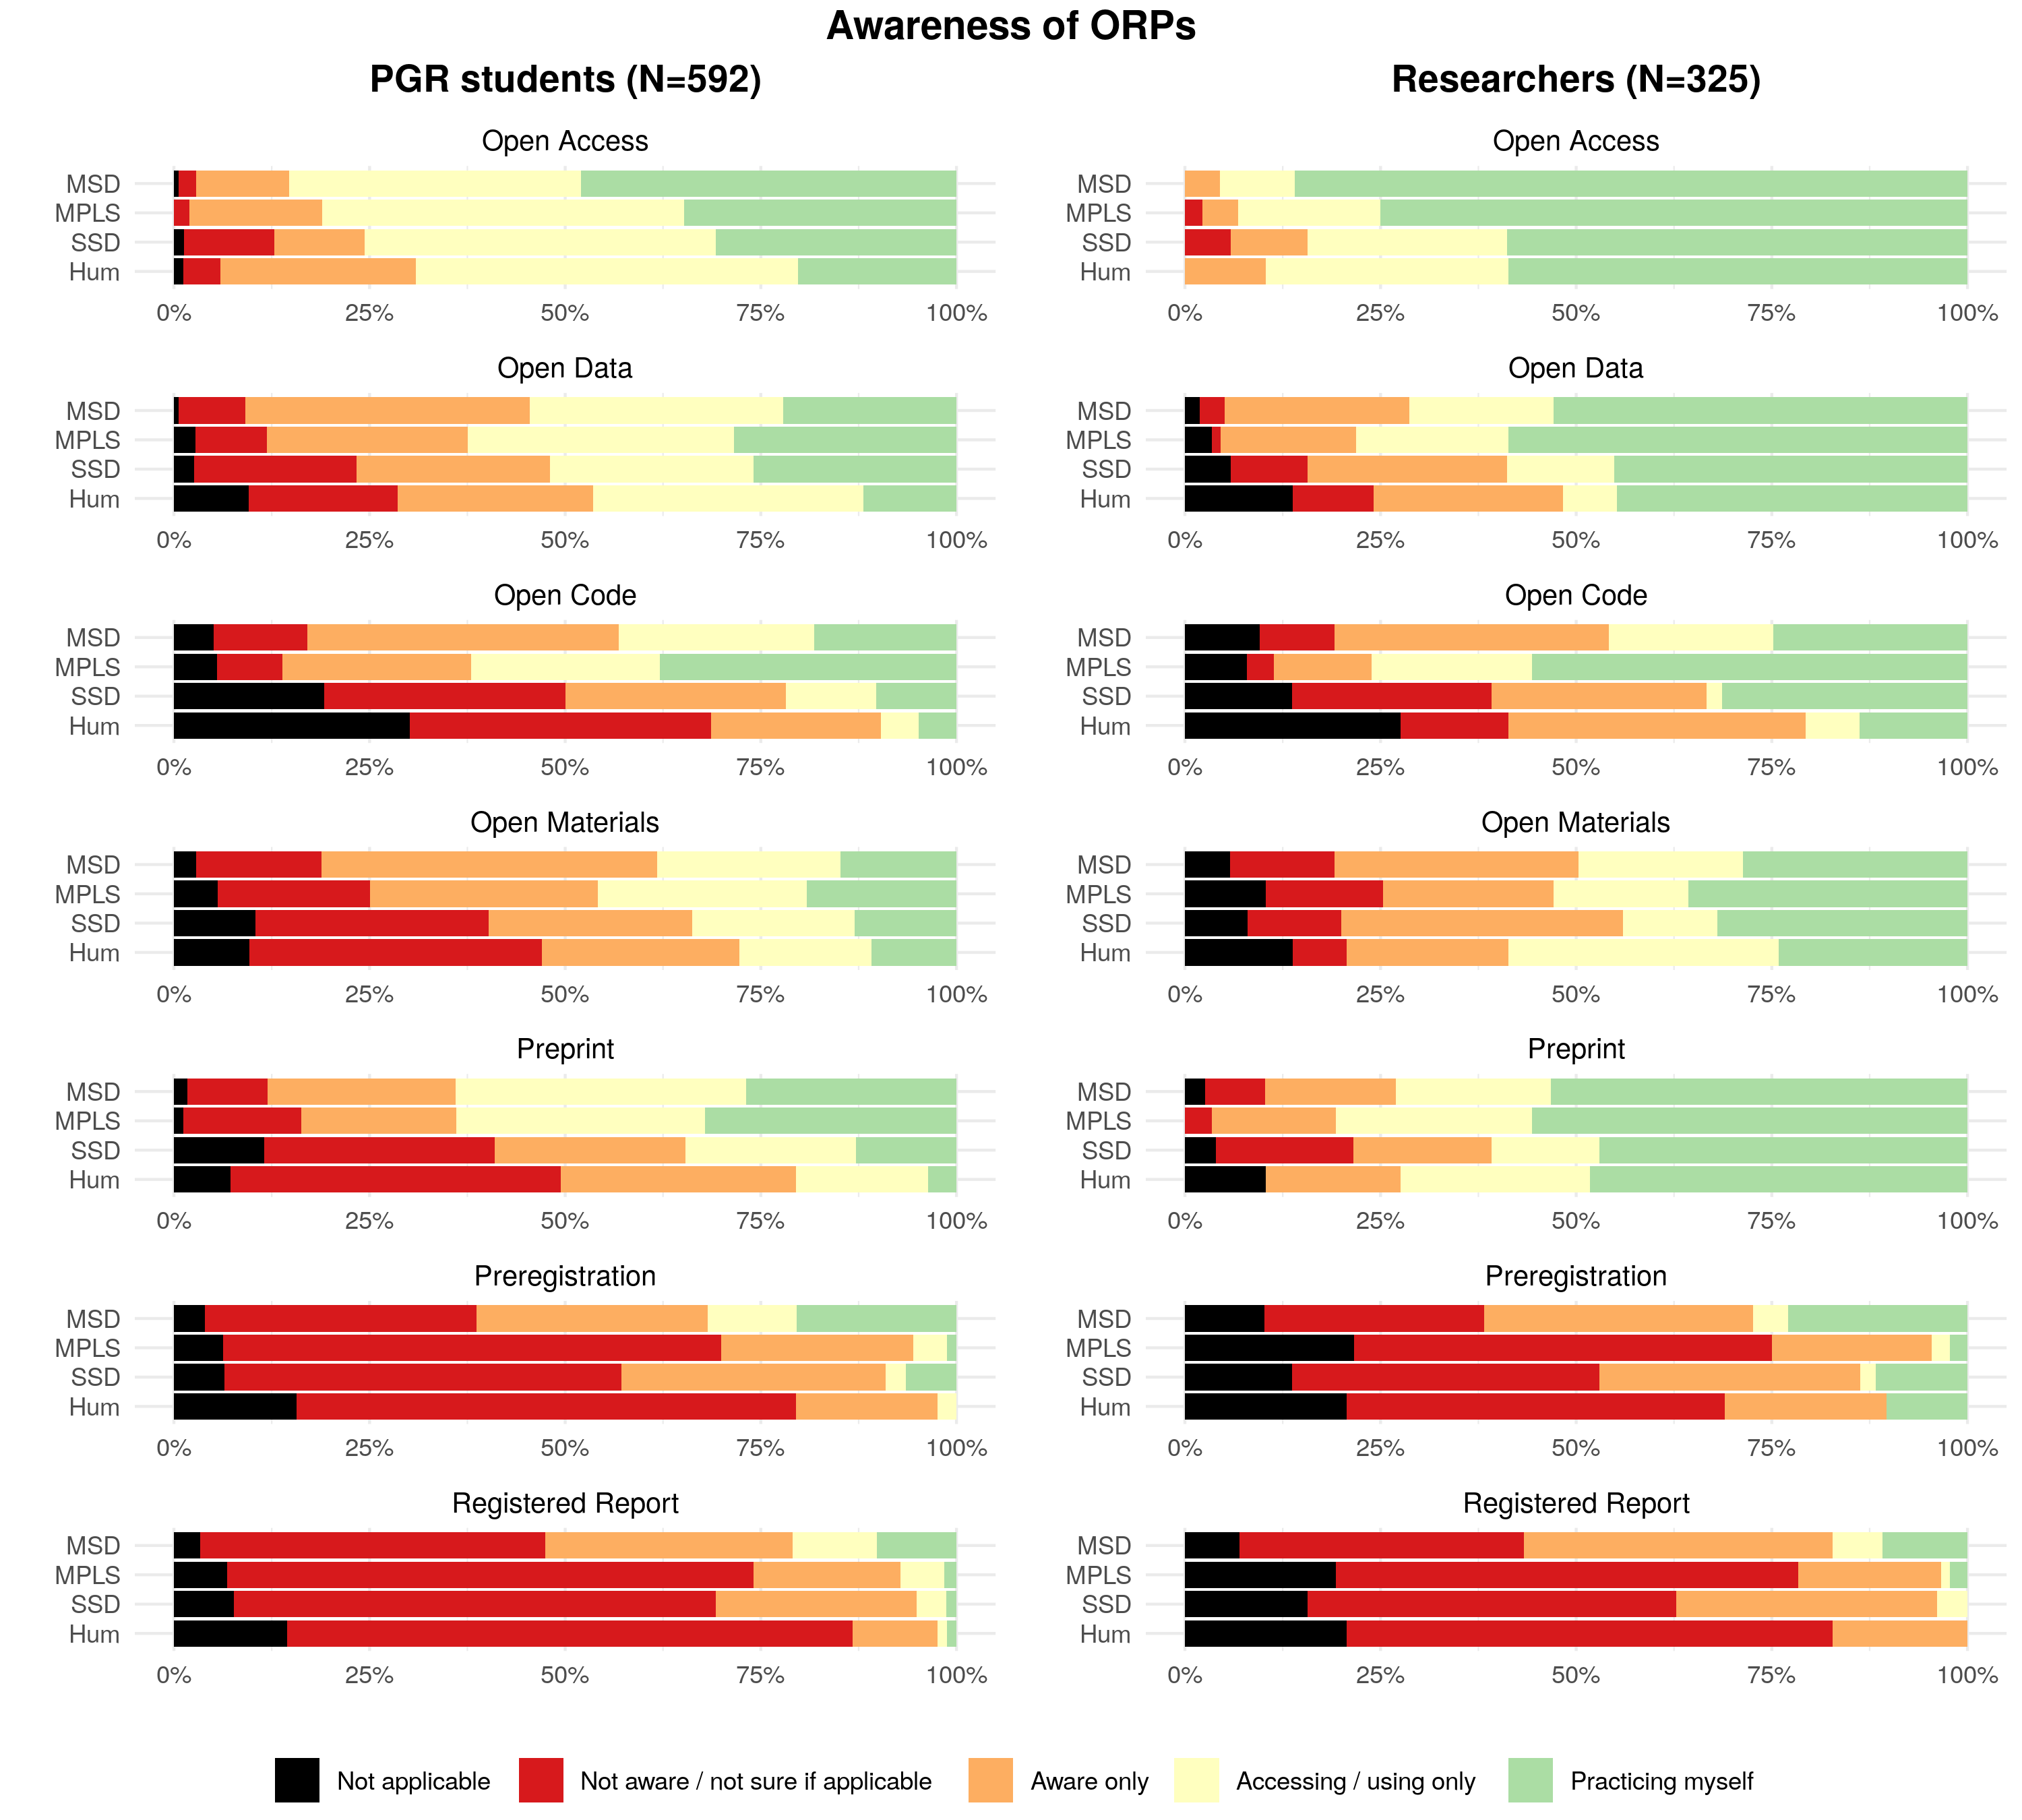 Awareness of ORPs
PGR students (N=592)
Researchers (N=325)
Open Access
MSD
MPLS
SSD
Hum
0% 25% 50% 75% 100%
Open Access
MSD
MPLS
SSD
Hum
0% 25% 50% 75% 100%
Open Data
MSD
MPLS
SSD
Hum
0% 25% 50% 75% 100%
Open Data
MSD
MPLS
SSD
Hum
0% 25% 50% 75% 100%
Open Code
MSD
MPLS
SSD
Hum
0% 25% 50% 75% 100%
Open Code
MSD
MPLS
SSD
Hum
0% 25% 50% 75% 100%
Open Materials
MSD
MPLS
SSD
Hum
0% 25% 50% 75% 100%
Open Materials
MSD
MPLS
SSD
Hum
0% 25% 50% 75% 100%
Preprint
MSD
MPLS
SSD
Hum
0% 25% 50% 75% 100%
Preprint
MSD
MPLS
SSD
Hum
0% 25% 50% 75% 100%
Preregistration
MSD
MPLS
SSD
Hum
0% 25% 50% 75% 100%
Preregistration
MSD
MPLS
SSD
Hum
0% 25% 50% 75% 100%
Registered Report
MSD
MPLS
SSD
Hum
0% 25% 50% 75% 100%
Registered Report
MSD
MPLS
SSD
Hum
0% 25% 50% 75% 100%
Not applicable Not aware / not sure if applicable Aware only Accessing / using only Practicing myself